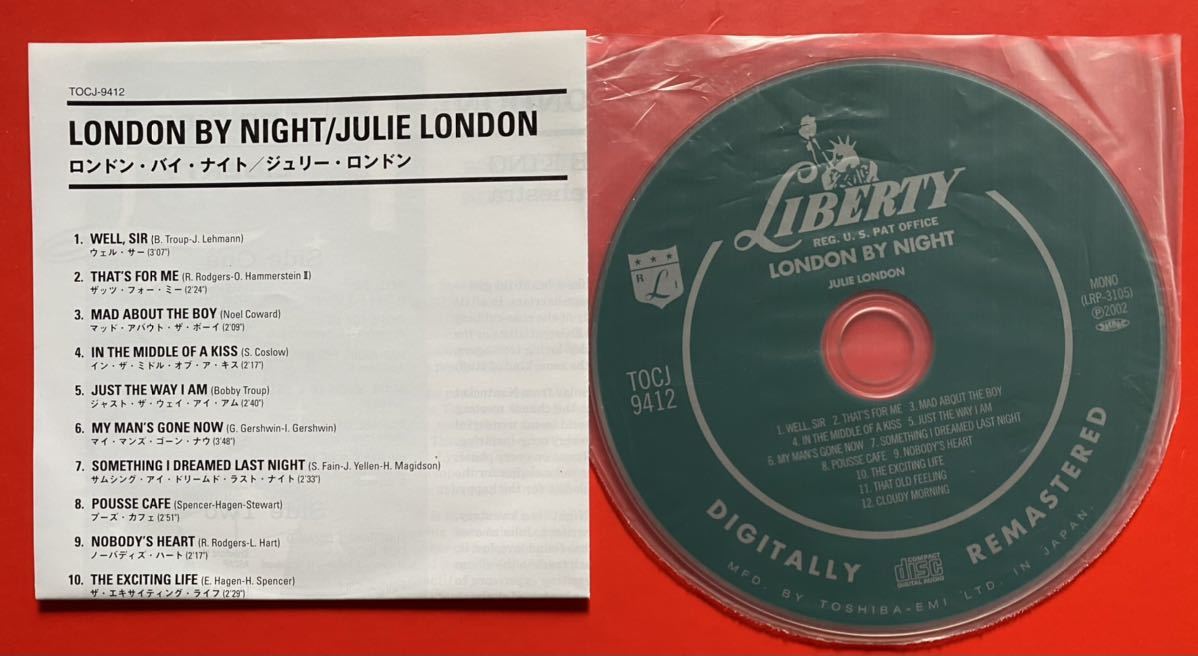 TOCJ-9412
LONDON BY NIGHT/JULIE LONDON
ロンドン・バイ・ナイト／ジュリー・ロンドン
1. WELL, SIR (B. Troup-J. Lehmann)
ウェル・サー (3'07")
2. THAT'S FOR ME (R. Rodgers-O. Hammerstein II)
ザッツ・フォー・ミー (2'24")
3. MAD ABOUT THE BOY (Noel Coward)
マッド・アバウト・ザ・ボーイ (2'09")
4. IN THE MIDDLE OF A KISS (S. Coslow)
イン・ザ・ミドル・オブ・ア・キス (2'17")
5. JUST THE WAY I AM (Bobby Troup)
ジャスト・ザ・ウェイ・アイ・アム (2'40")
6. MY MAN'S GONE NOW (G. Gershwin-I. Gershwin)
マイ・マンズ・ゴーン・ナウ (3'48")
7. SOMETHING I DREAMED LAST NIGHT (S. Fain-J. Yellen-H. Magidson)
サムシング・アイ・ドリームド・ラスト・ナイト (2'33")
8. POUSSE CAFE (Spencer-Hagen-Stewart)
プーズ・カフェ (2'51")
9. NOBODY'S HEART (R. Rodgers-L. Hart)
ノーバディズ・ハート (2'17")
10. THE EXCITING LIFE (E. Hagen-H. Spencer)
ザ・エキサイティング・ライフ (2'29")
LIBERTY
REG. U. S. PAT OFFICE
LONDON BY NIGHT
JULIE LONDON
R L I
MONO
(LRP-3105)
℗2002
TOCJ
9412
1. WELL, SIR 2. THAT'S FOR ME 3. MAD ABOUT THE BOY
4. IN THE MIDDLE OF A KISS 5. JUST THE WAY I AM
6. MY MAN'S GONE NOW 7. SOMETHING I DREAMED LAST NIGHT
8. POUSSE CAFE 9. NOBODY'S HEART
10. THE EXCITING LIFE
11. THAT OLD FEELING
12. CLOUDY MORNING
DIGITALLY REMASTERED
COMPACT
disc
DIGITAL AUDIO
MFD. BY TOSHIBA-EMI LTD. IN JAPAN.